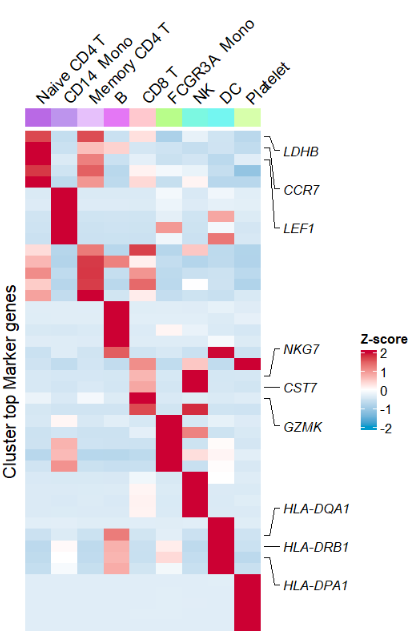 Naive CD4 T
CD14 Mono
Memory CD4 T
B
CD8 T
FCGR3A Mono
NK
DC
Platelet
LDHB
CCR7
LEF1
NKG7
CST7
GZMK
HLA-DQA1
HLA-DRB1
HLA-DPA1
Cluster top Marker genes
Z-score
2
1
0
-1
-2